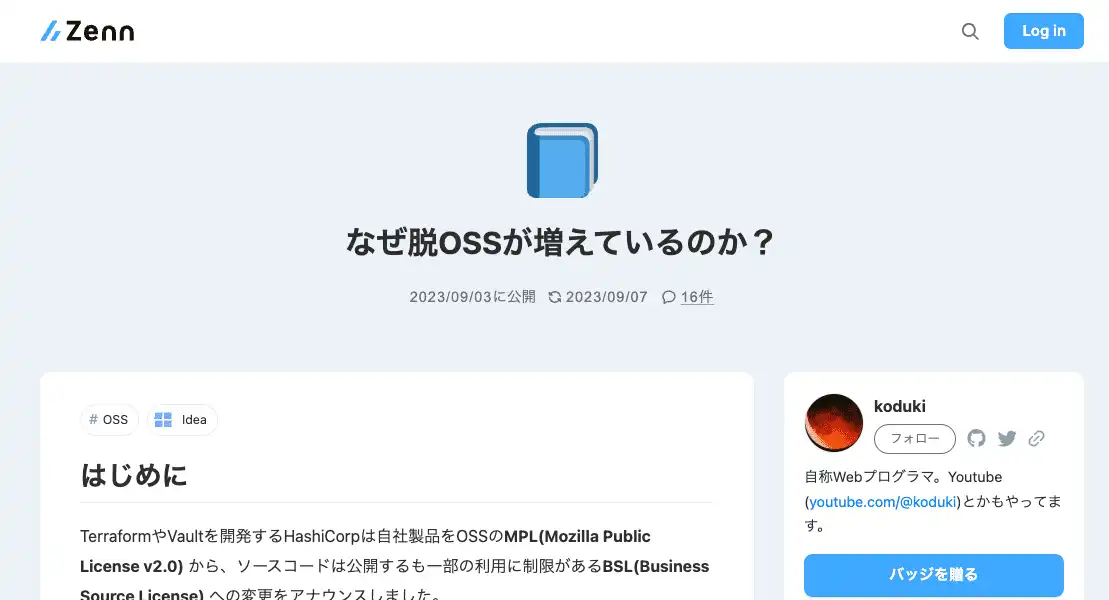 Zenn
Log in
なぜ脱OSSが増えているのか？
2023/09/03に公開 2023/09/07 16件
# OSS Idea
はじめに
TerraformやVaultを開発するHashiCorpは自社製品をOSSのMPL(Mozilla Public
License v2.0) から、ソースコードは公開するも一部の利用に制限があるBSL(Business
Source License) への変更をアナウンスしました。
koduki
フォロー
自称Webプログラマ。Youtube
(youtube.com/@koduki)とかもやってま
す。
バッジを贈る